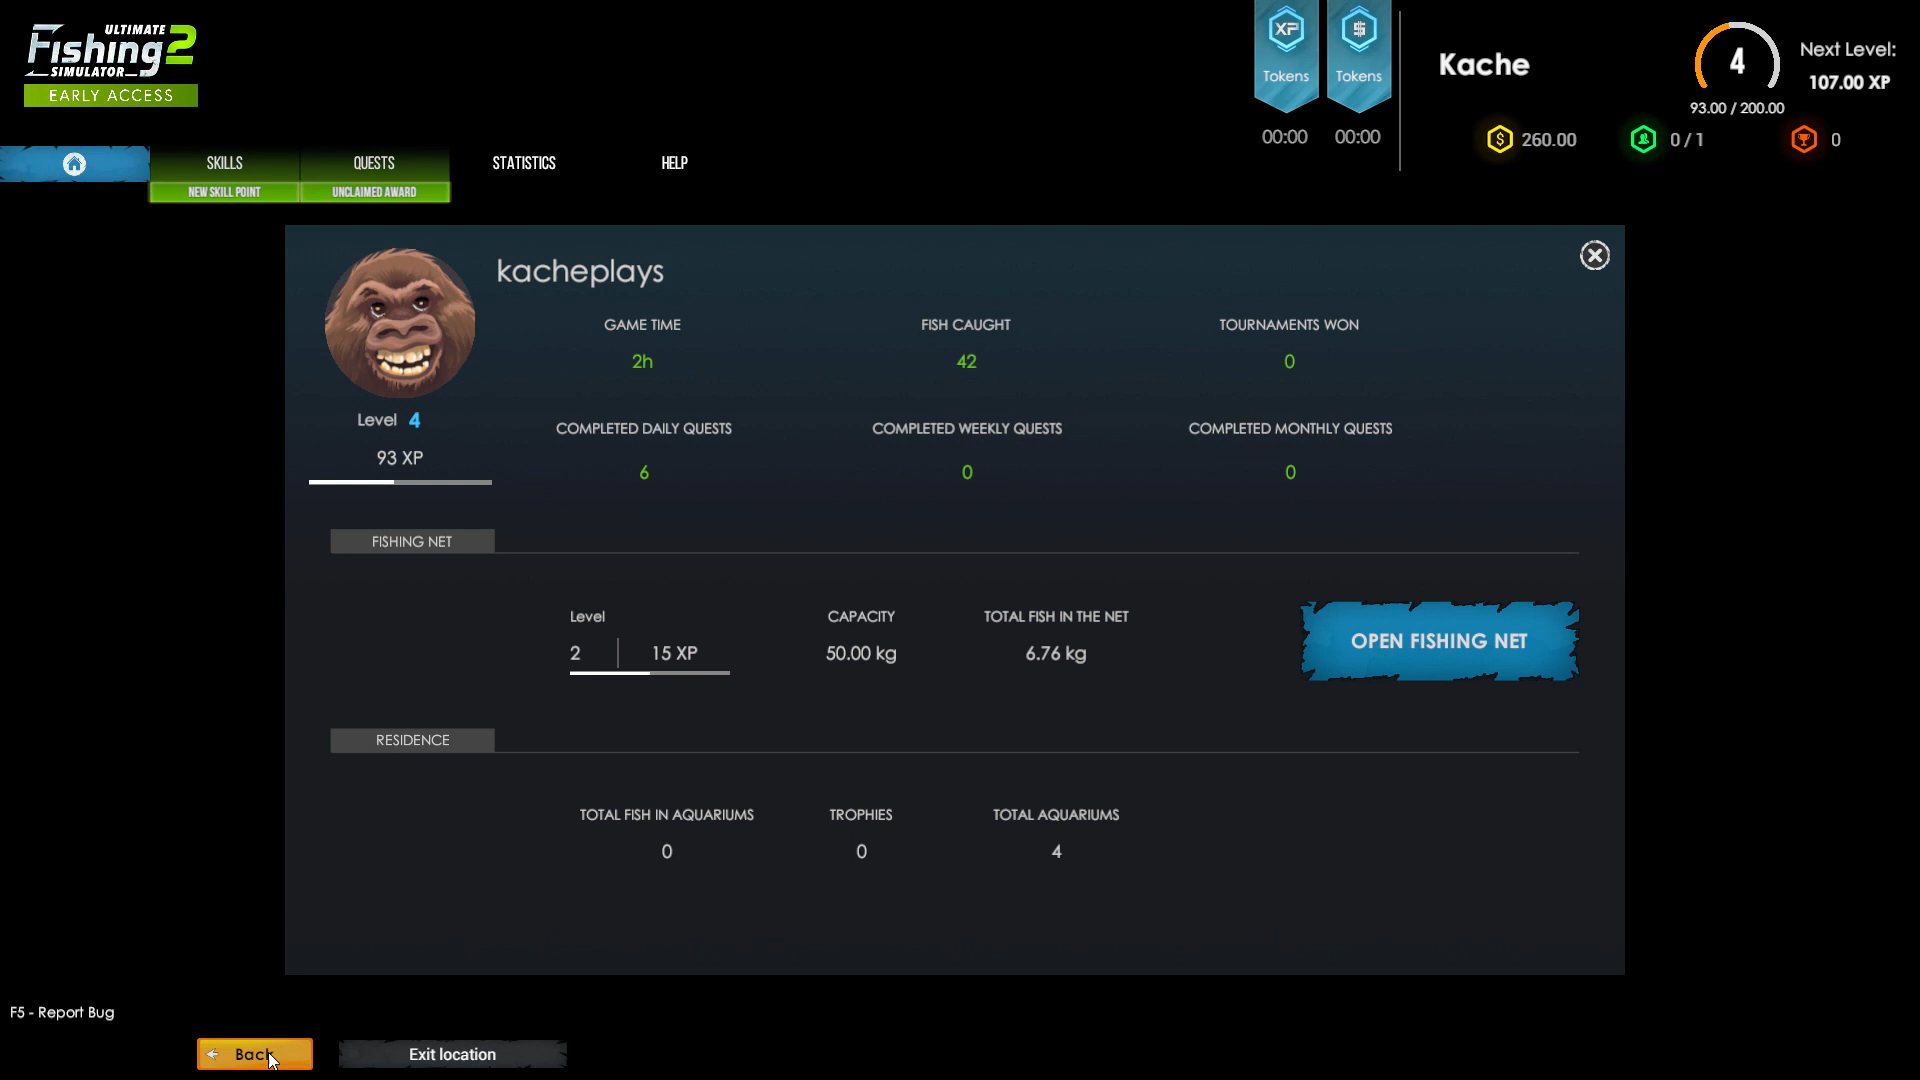 ULTIMATE
Fishing 2
SIMULATOR
EARLY ACCESS
XP
Tokens
00:00
$
Tokens
00:00
Kache
4
93.00 / 200.00
Next Level:
107.00 XP
260.00
0 / 1
0
SKILLS
NEW SKILL POINT
QUESTS
UNCLAIMED AWARD
STATISTICS
HELP
kacheplays
Level 4
93 XP
GAME TIME
2h
FISH CAUGHT
42
TOURNAMENTS WON
0
COMPLETED DAILY QUESTS
6
COMPLETED WEEKLY QUESTS
0
COMPLETED MONTHLY QUESTS
0
FISHING NET
Level
2 15 XP
CAPACITY
50.00 kg
TOTAL FISH IN THE NET
6.76 kg
OPEN FISHING NET
RESIDENCE
TOTAL FISH IN AQUARIUMS
0
TROPHIES
0
TOTAL AQUARIUMS
4
F5 - Report Bug
Back
Exit location